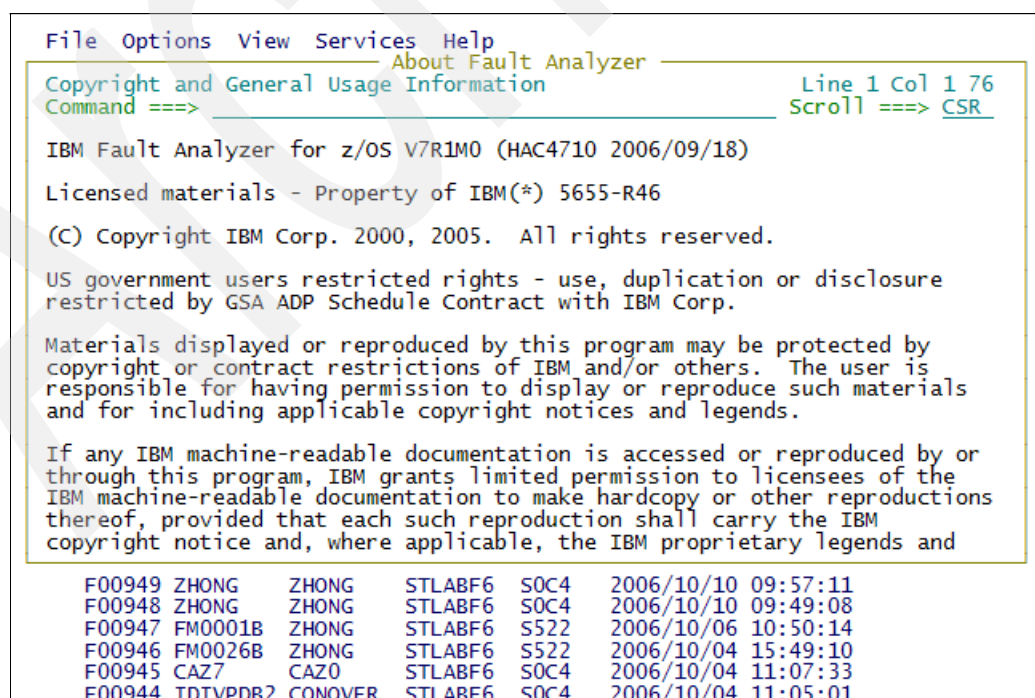 File Options View Services Help
About Fault Analyzer
Copyright and General Usage Information Line 1 Col 1 76
Command ===> Scroll ===> CSR
IBM Fault Analyzer for z/OS V7R1M0 (HAC4710 2006/09/18)
Licensed materials - Property of IBM(*) 5655-R46
(C) Copyright IBM Corp. 2000, 2005. All rights reserved.
US government users restricted rights - use, duplication or disclosure
restricted by GSA ADP Schedule Contract with IBM Corp.
Materials displayed or reproduced by this program may be protected by
copyright or contract restrictions of IBM and/or others. The user is
responsible for having permission to display or reproduce such materials
and for including applicable copyright notices and legends.
If any IBM machine-readable documentation is accessed or reproduced by or
through this program, IBM grants limited permission to licensees of the
IBM machine-readable documentation to make hardcopy or other reproductions
thereof, provided that each such reproduction shall carry the IBM
copyright notice and, where applicable, the IBM proprietary legends and
F00949 ZHONG ZHONG STLABF6 S0C4 2006/10/10 09:57:11
F00948 ZHONG ZHONG STLABF6 S0C4 2006/10/10 09:49:08
F00947 FM0001B ZHONG STLABF6 S522 2006/10/06 10:50:14
F00946 FM0026B ZHONG STLABF6 S522 2006/10/04 15:49:10
F00945 CAZ7 CAZ0 STLABF6 S0C4 2006/10/04 11:07:33
F00944 IDIVPDB2 CONOVER STLABF6 S0C4 2006/10/04 11:05:01